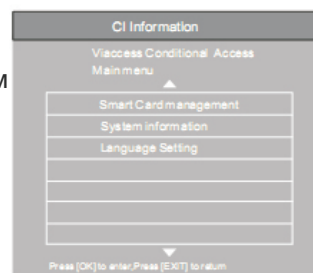 CI Information
Viaccess Conditional Access
Main menu
M
Smart Card management
System information
Language Setting
Press [OK] to enter,Press [EXIT] to return